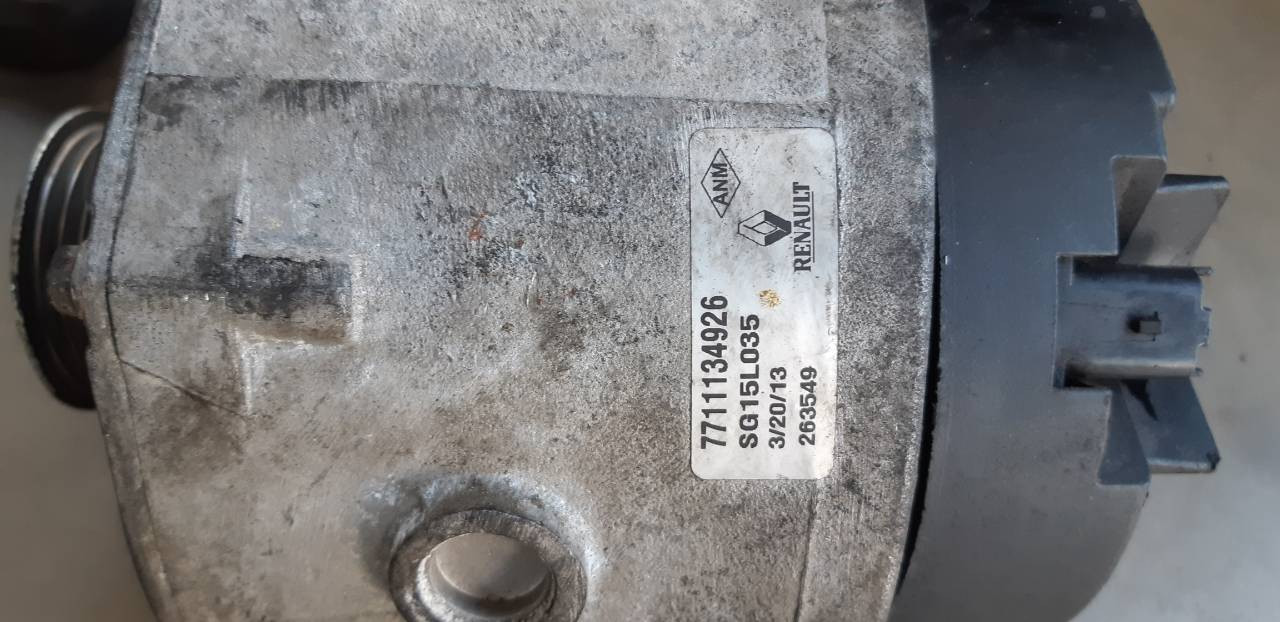 ANM
RENAULT
7711134926
SG15L035
3/20/13
263549